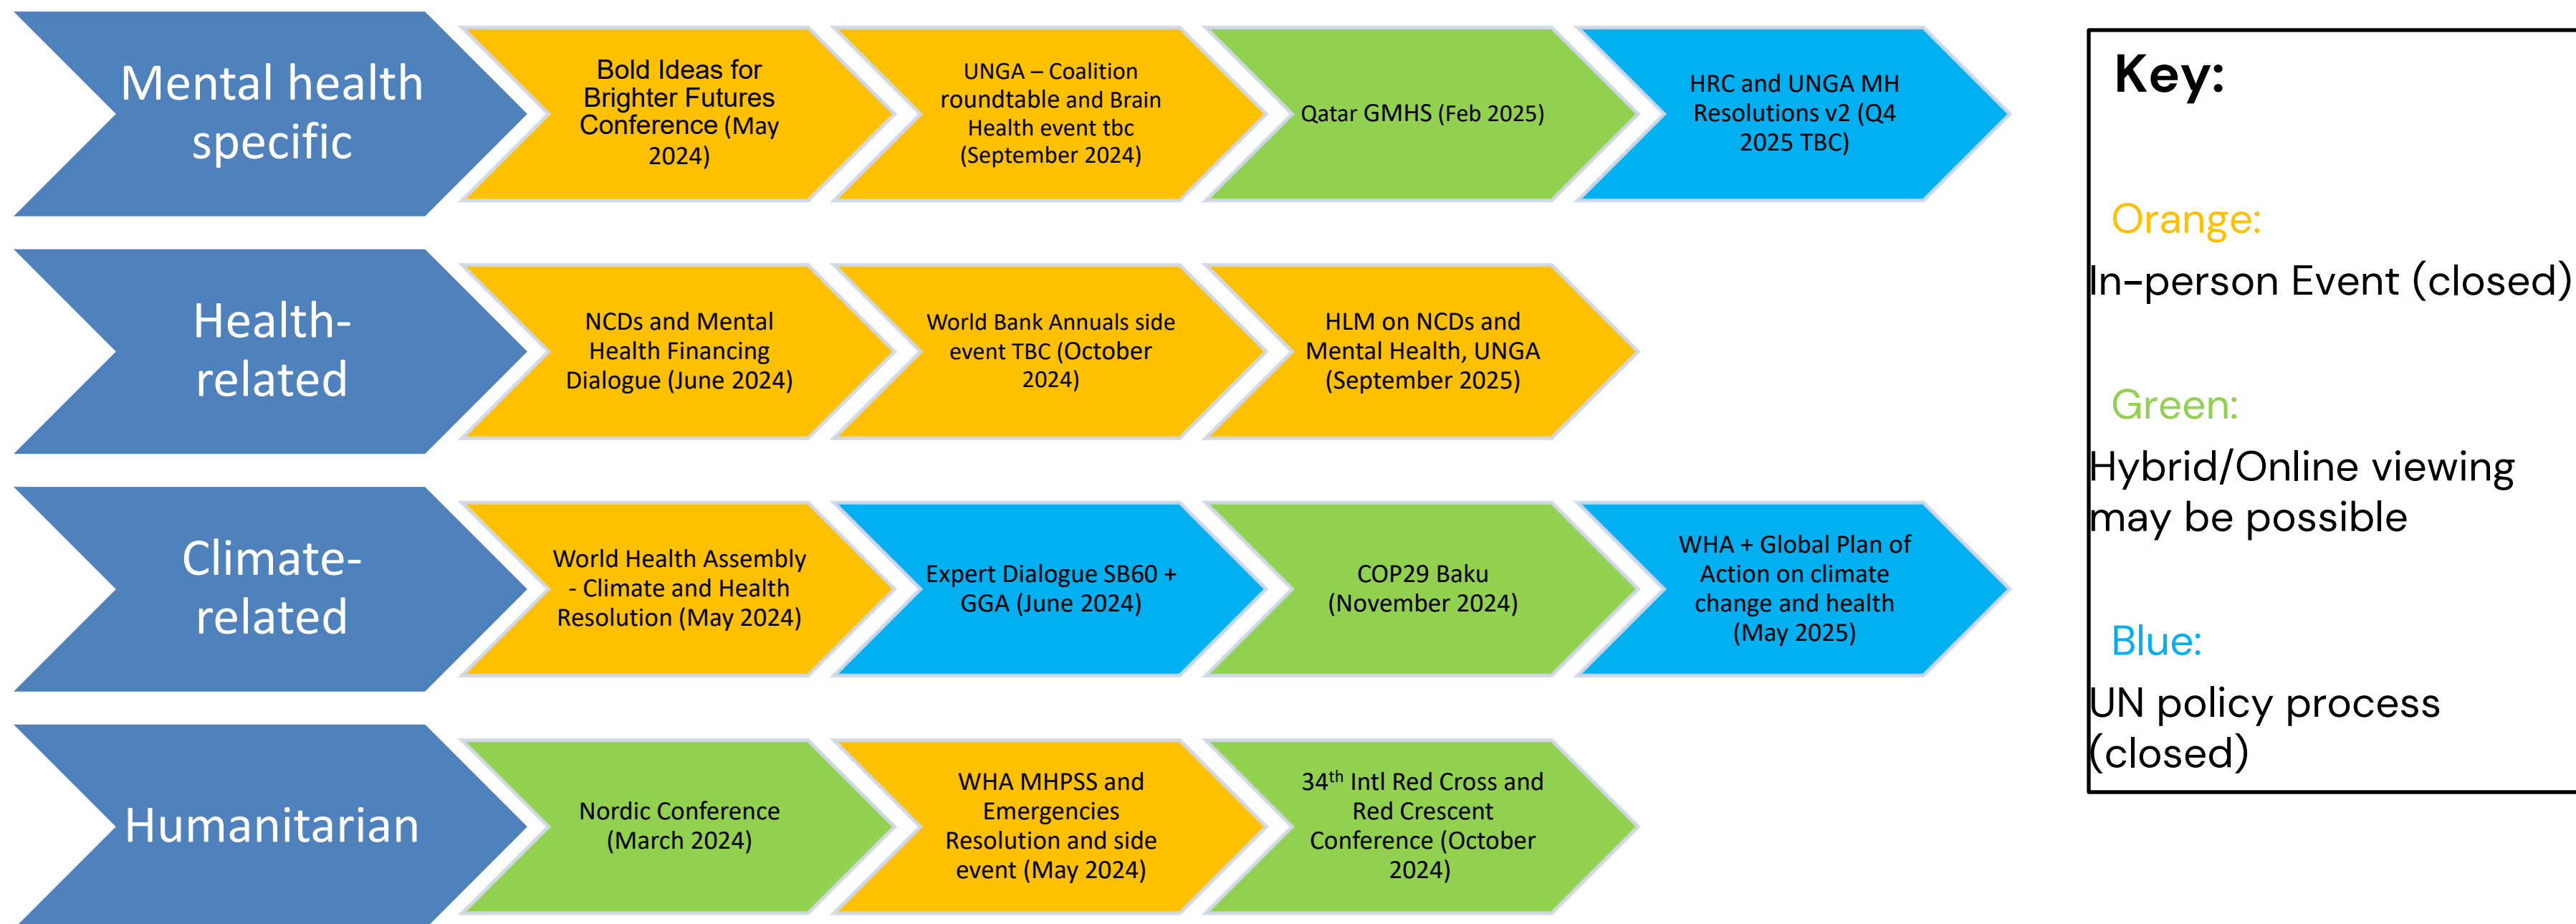 Mental health
specific
Bold Ideas for
Brighter Futures
Conference (May
2024)
UNGA – Coalition
roundtable and Brain
Health event tbc
(September 2024)
Qatar GMHS (Feb 2025)
HRC and UNGA MH
Resolutions v2 (Q4
2025 TBC)
Health-
related
NCDs and Mental
Health Financing
Dialogue (June 2024)
World Bank Annuals side
event TBC (October
2024)
HLM on NCDs and
Mental Health, UNGA
(September 2025)
Climate-
related
World Health Assembly
- Climate and Health
Resolution (May 2024)
Expert Dialogue SB60 +
GGA (June 2024)
COP29 Baku
(November 2024)
WHA + Global Plan of
Action on climate
change and health
(May 2025)
Humanitarian
Nordic Conference
(March 2024)
WHA MHPSS and
Emergencies
Resolution and side
event (May 2024)
34th Intl Red Cross and
Red Crescent
Conference (October
2024)
Key:
Orange:
In-person Event (closed)
Green:
Hybrid/Online viewing
may be possible
Blue:
UN policy process
(closed)